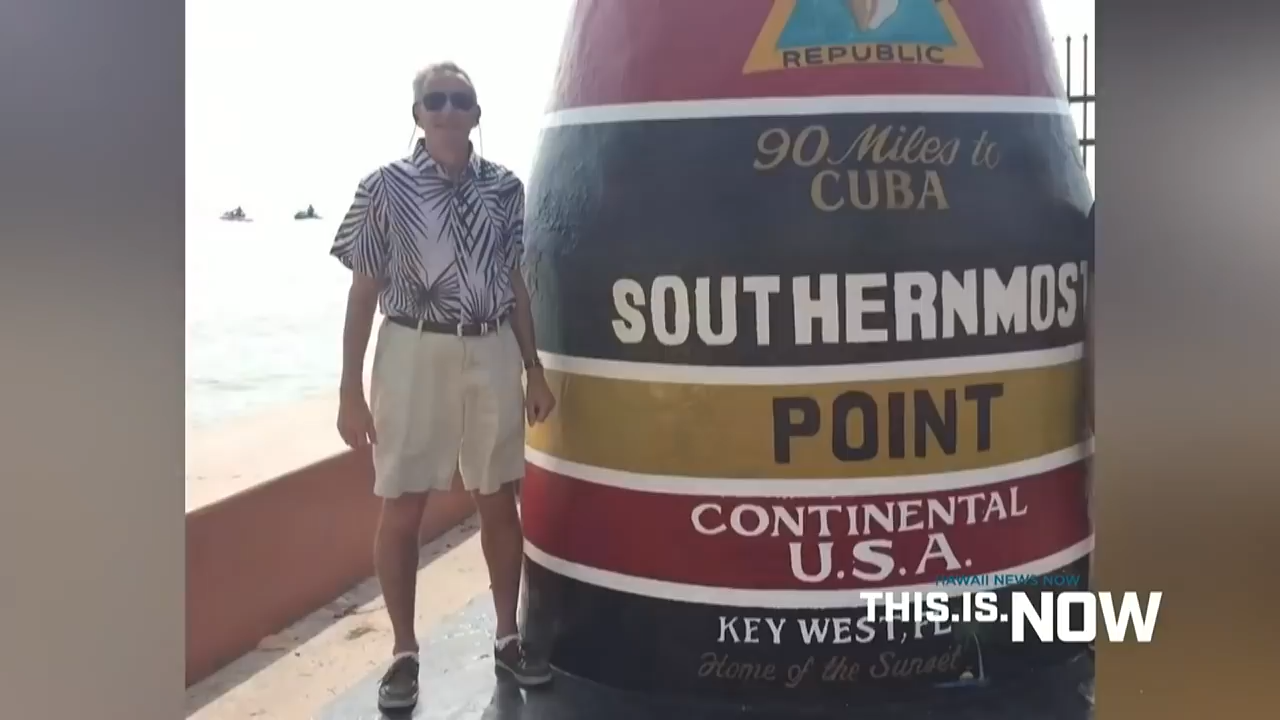 REPUBLIC
90 Miles to
CUBA
SOUTHERNMOST
POINT
CONTINENTAL
U.S.A.
HAWAII NEWS NOW
THIS.IS.NOW
KEY WEST, FL
Home of the Sunset